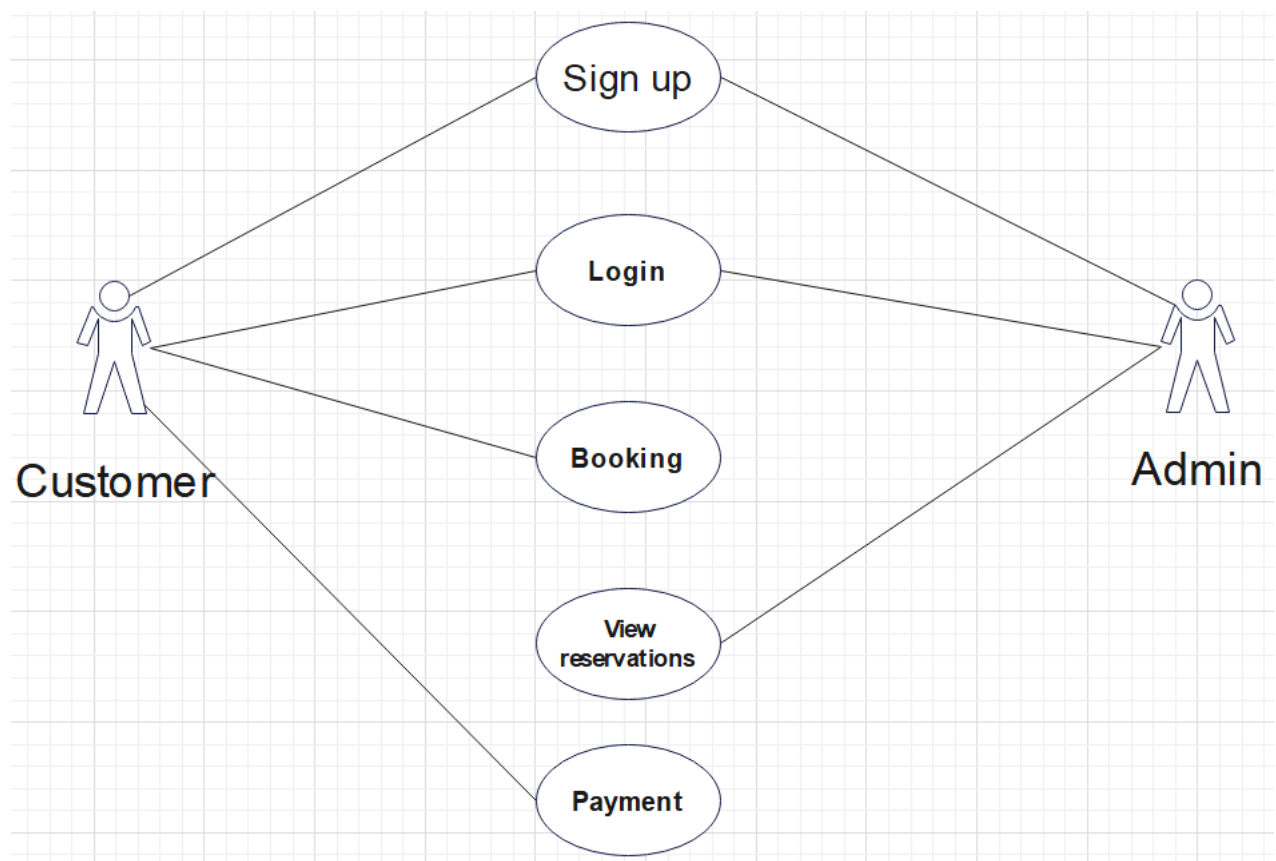 Sign up
Login
Booking
Customer
Admin
View
reservations
Payment